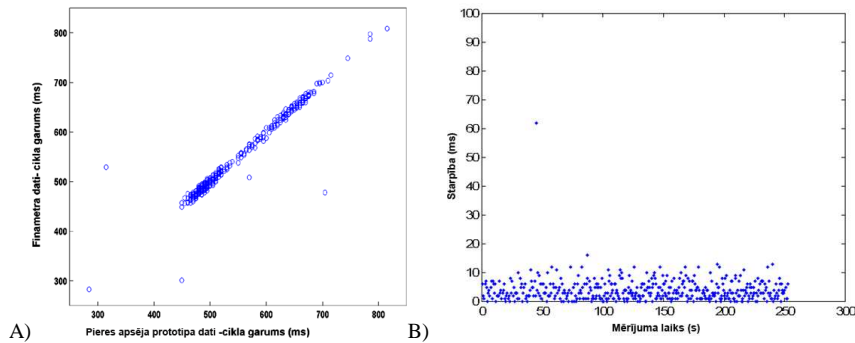 800
700
600
500
400
300
300 400 500 600 700 800
Finametra dati- cikla garums (ms)
Pieres apsēja prototipa dati -cikla garums (ms)
A)
100
90
80
70
60
50
40
30
20
10
0
0 50 100 150 200 250 300
Starpība (ms)
Mērījuma laiks (s)
B)